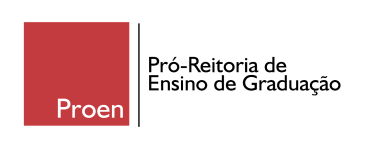 Proen
Pró-Reitoria de
Ensino de Graduação